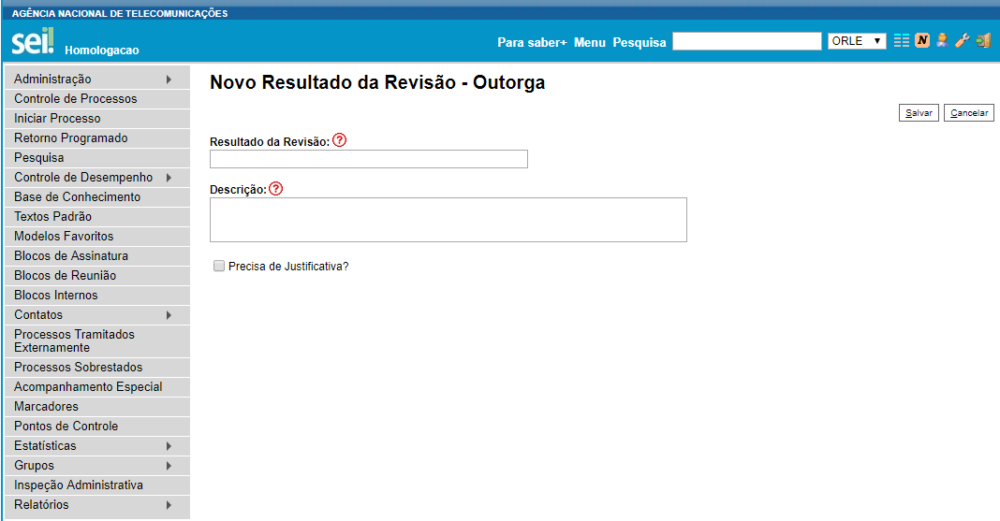 AGÊNCIA NACIONAL DE TELECOMUNICAÇÕES
sei!
Homologacao
Para saber+ Menu Pesquisa
ORLE
N
Administração
Controle de Processos
Iniciar Processo
Retorno Programado
Pesquisa
Controle de Desempenho
Base de Conhecimento
Textos Padrão
Modelos Favoritos
Blocos de Assinatura
Blocos de Reunião
Blocos Internos
Contatos
Processos Tramitados
Externamente
Processos Sobrestados
Acompanhamento Especial
Marcadores
Pontos de Controle
Estatísticas
Grupos
Inspeção Administrativa
Relatórios
Novo Resultado da Revisão - Outorga
Salvar Cancelar
Resultado da Revisão: ?
Descrição: ?
Precisa de Justificativa?